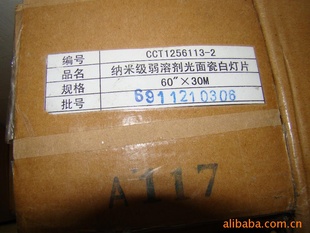 编号 CCT1256113-2
品名 纳米级弱溶剂光面瓷白灯片
规格 60"×30M
批号 6911210306
A117
alibaba.com.cn